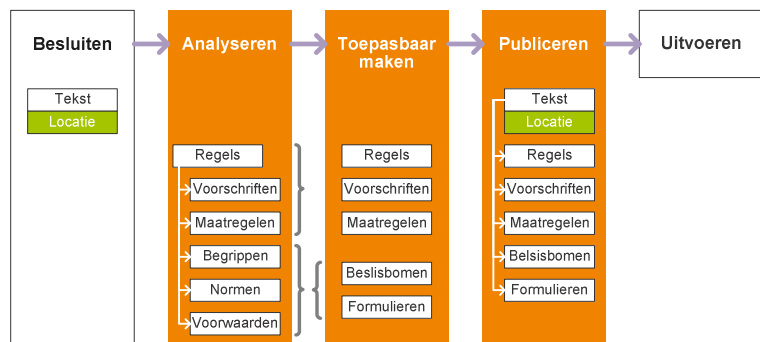 Besluiten
Tekst
Locatie
Analyseren
Regels
Voorschriften
Maatregelen
Begrippen
Normen
Voorwaarden
Toepasbaar
maken
Regels
Voorschriften
Maatregelen
Beslisbomen
Formulieren
Publiceren
Tekst
Locatie
Regels
Voorschriften
Maatregelen
Belsisbomen
Formulieren
Uitvoeren